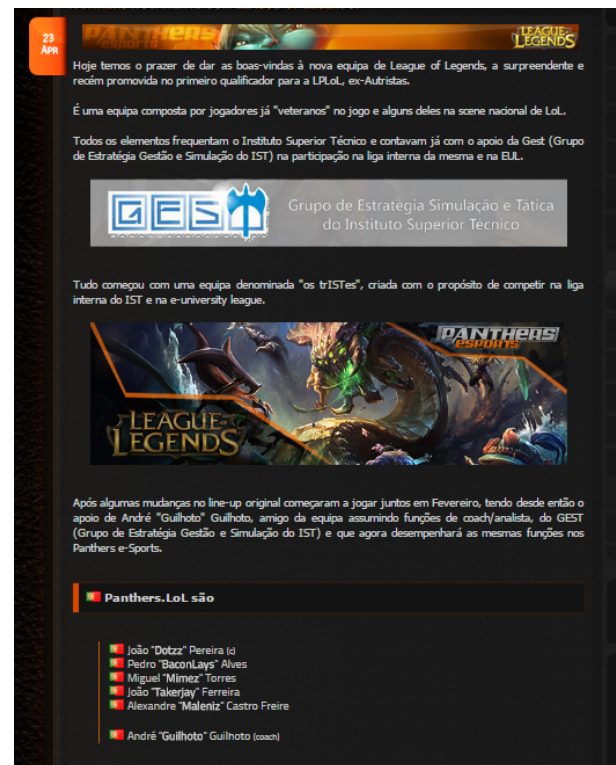 23
Apr
PANTHERS
esports
LEAGUE OF
LEGENDS
Hoje temos o prazer de dar as boas-vindas à nova equipa de League of Legends, a surpreendente e
recém promovida no primeiro qualificador para a LPLoL, ex-Autristas.
É uma equipa composta por jogadores já "veteranos" no jogo e alguns deles na scene nacional de LoL.
Todos os elementos frequentam o Instituto Superior Técnico e contavam já com o apoio da Gest (Grupo
de Estratégia Gestão e Simulação do IST) na participação na liga interna da mesma e na EUL.
GEST
Grupo de Estratégia Simulação e Tática
do Instituto Superior Técnico
Tudo começou com uma equipa denominada "os trISTes", criada com o propósito de competir na liga
interna do IST e na e-university league.
PANTHERS
ESPORTS
LEAGUE OF
LEGENDS
Após algumas mudanças no line-up original começaram a jogar juntos em Fevereiro, tendo desde então o
apoio de André "Guilhoto" Guilhoto, amigo da equipa assumindo funções de coach/analista, do GEST
(Grupo de Estratégia Gestão e Simulação do IST) e que agora desempenhará as mesmas funções nos
Panthers e-Sports.
Panthers.LoL são
João "Dotzz" Pereira (c)
Pedro "BaconLays" Alves
Miguel "Mimez" Torres
João "Takerjay" Ferreira
Alexandre "Maleniz" Castro Freire
André "Guilhoto" Guilhoto (coach)